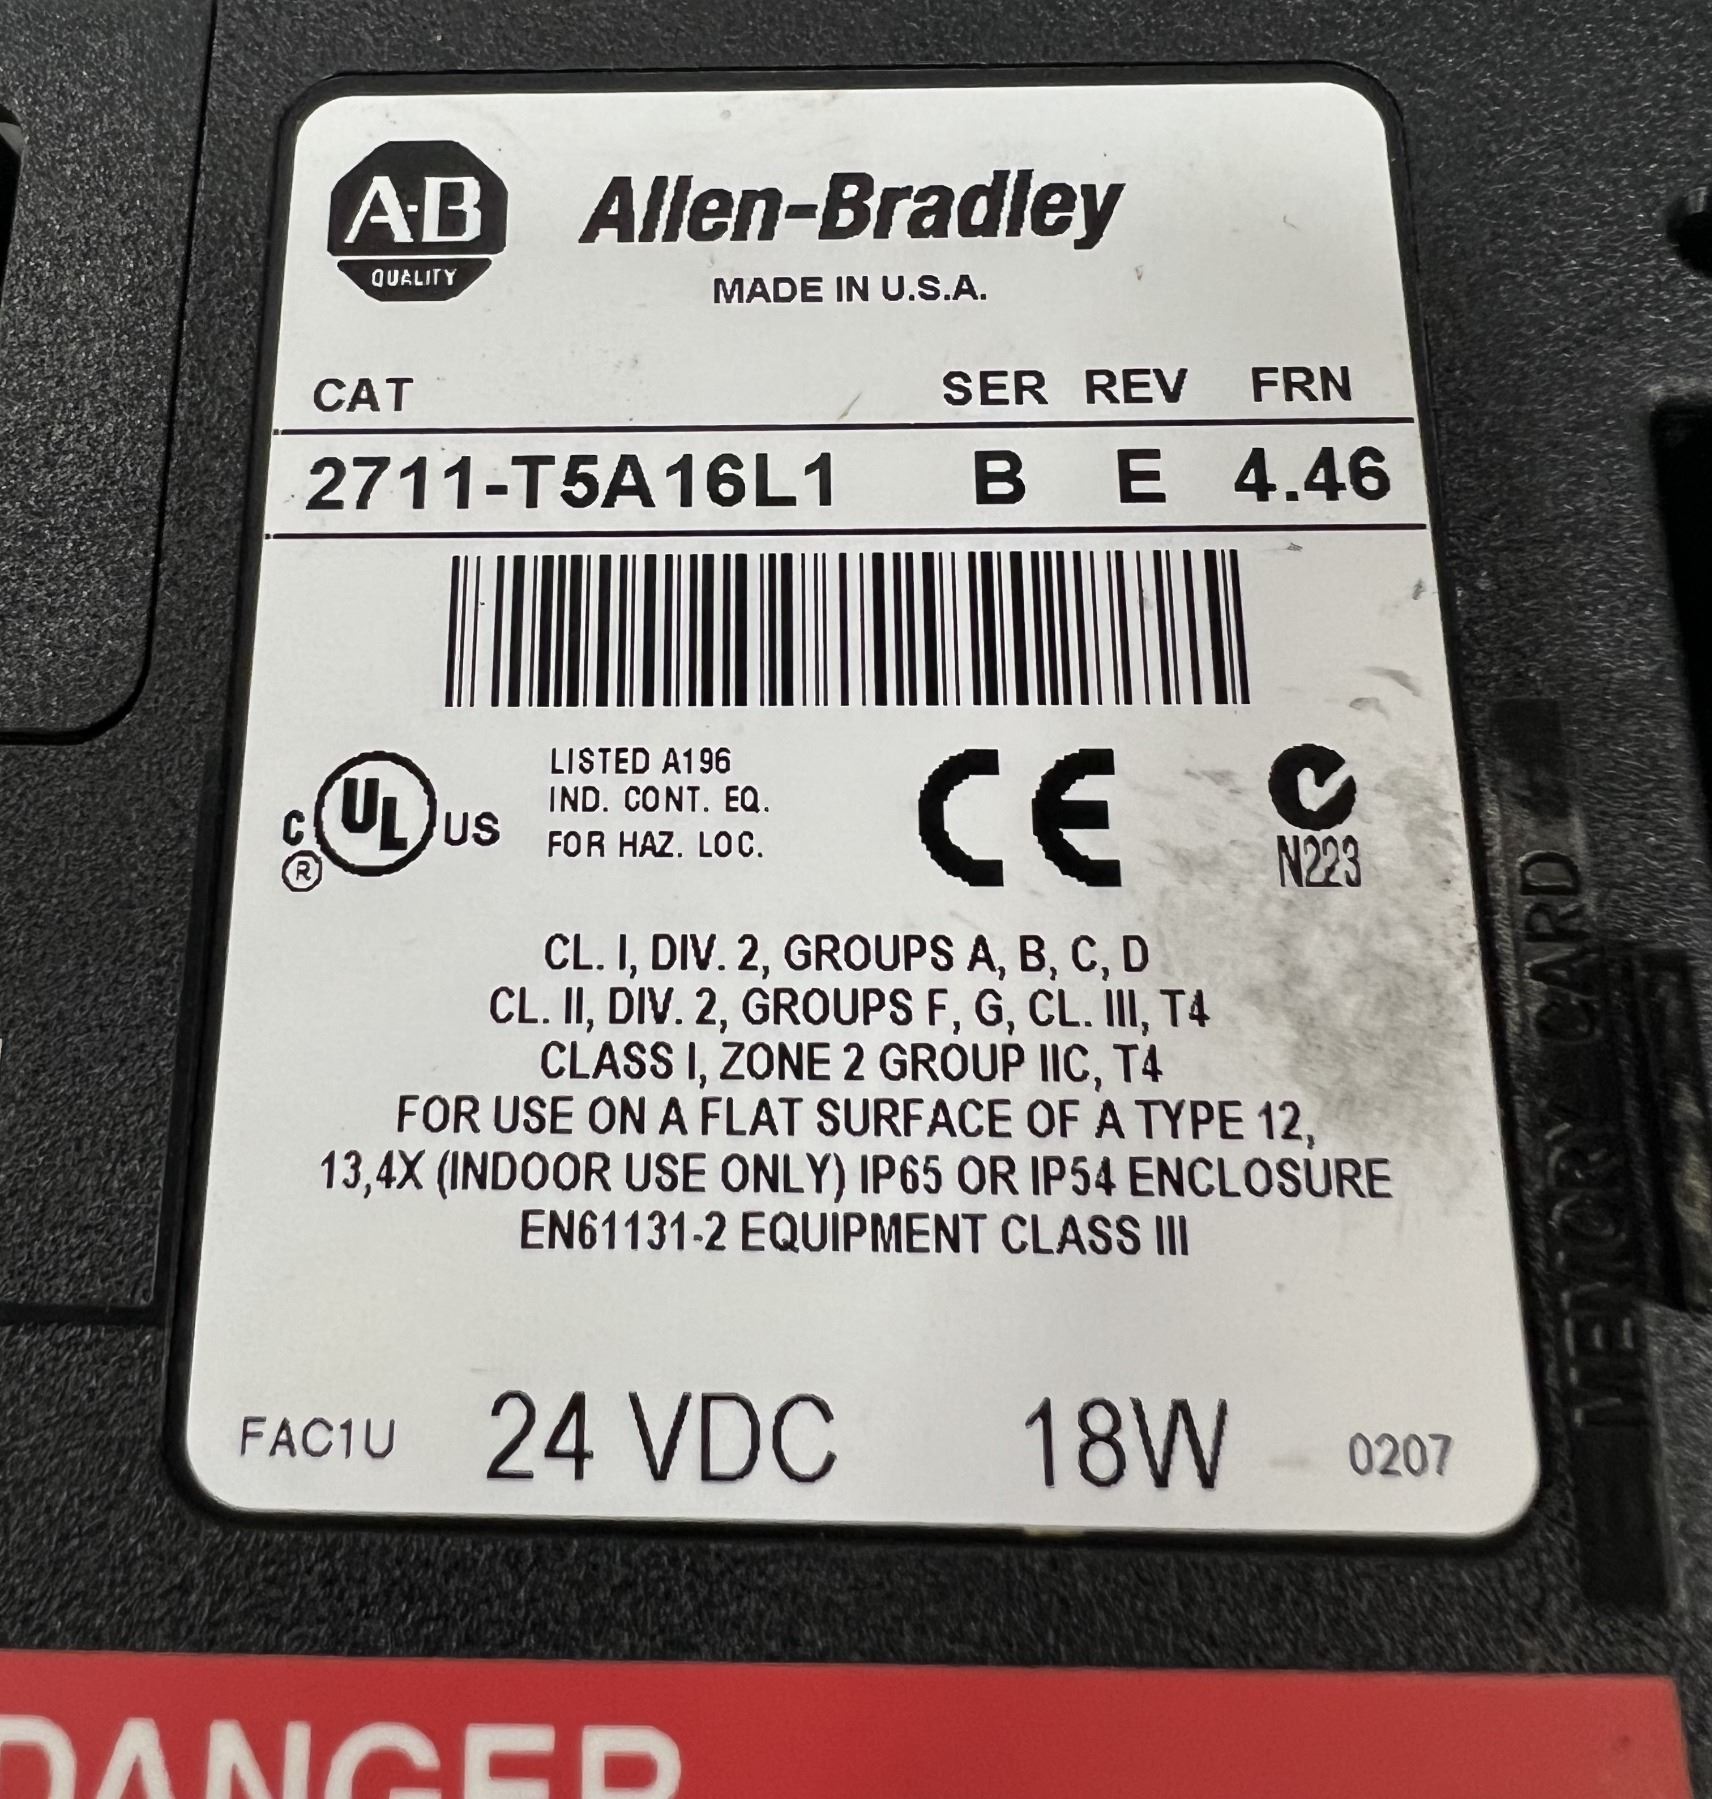 A-B
QUALITY
Allen-Bradley
MADE IN U.S.A.
CAT SER REV FRN
2711-T5A16L1 B E 4.46
C UL US
®
LISTED A196
IND. CONT. EQ.
FOR HAZ. LOC.
CE
N223
CL. I, DIV. 2, GROUPS A, B, C, D
CL. II, DIV. 2, GROUPS F, G, CL. III, T4
CLASS I, ZONE 2 GROUP IIC, T4
FOR USE ON A FLAT SURFACE OF A TYPE 12,
13,4X (INDOOR USE ONLY) IP65 OR IP54 ENCLOSURE
EN61131-2 EQUIPMENT CLASS III
FAC1U 24 VDC 18W 0207
MEMORY CARD
DANGER